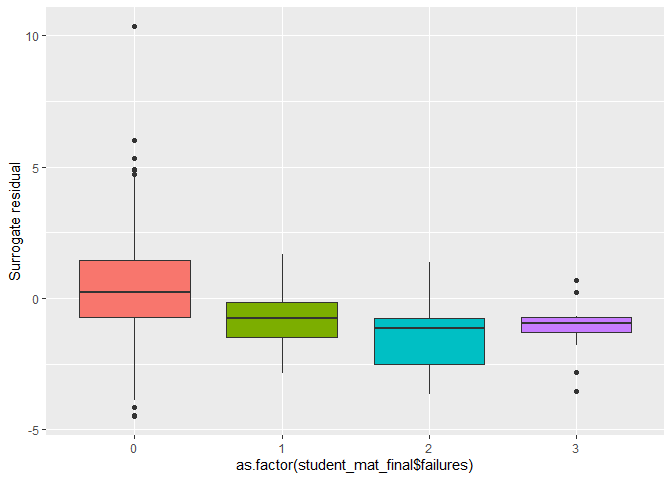 10
5
0
-5
Surrogate residual
0 1 2 3
as.factor(student_mat_final$failures)